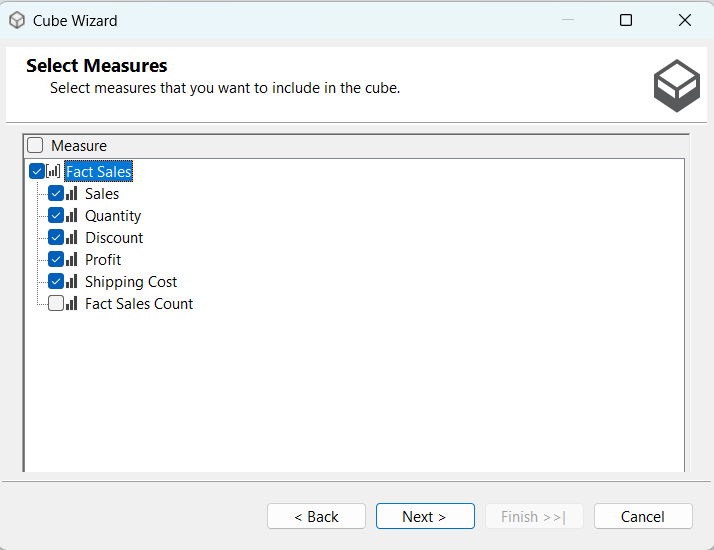 Cube Wizard
Select Measures
Select measures that you want to include in the cube.
Measure
Fact Sales
Sales
Quantity
Discount
Profit
Shipping Cost
Fact Sales Count
< Back Next > Finish >>| Cancel